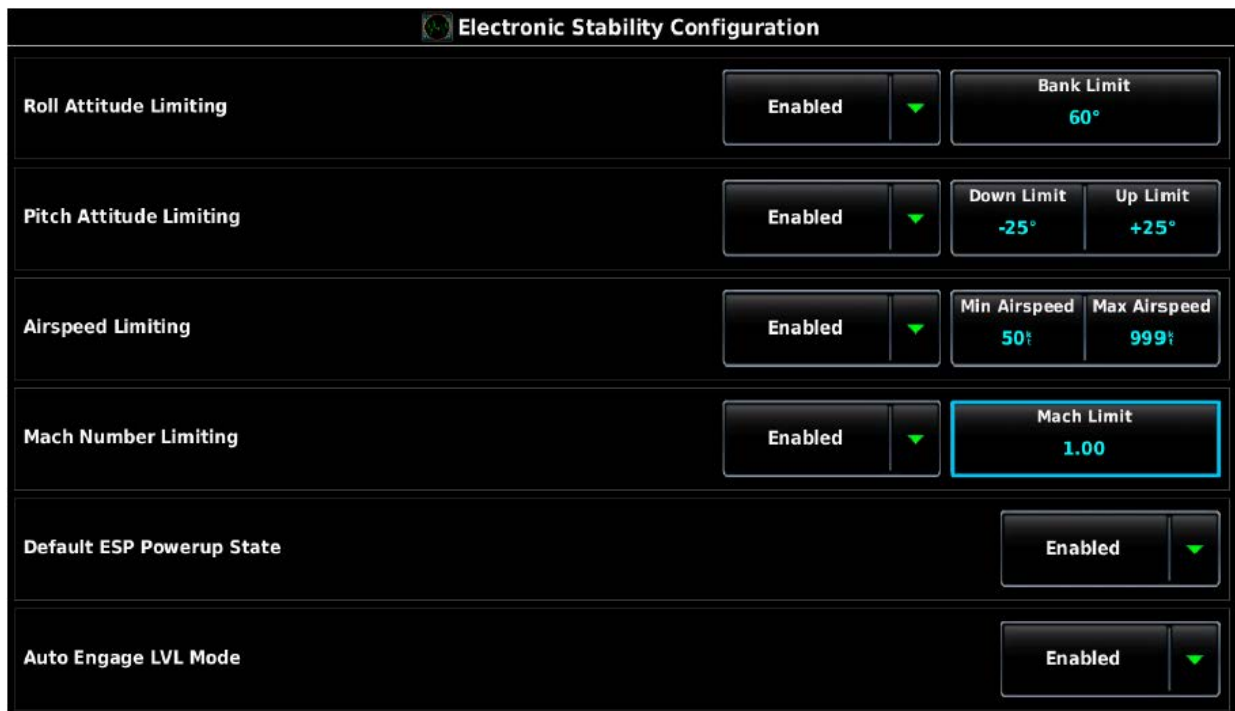 Electronic Stability Configuration
Roll Attitude Limiting
Enabled
Bank Limit
60°
Pitch Attitude Limiting
Enabled
Down Limit
Up Limit
-25°
+25°
Airspeed Limiting
Enabled
Min Airspeed
Max Airspeed
50kt
999kt
Mach Number Limiting
Enabled
Mach Limit
1.00
Default ESP Powerup State
Enabled
Auto Engage LVL Mode
Enabled